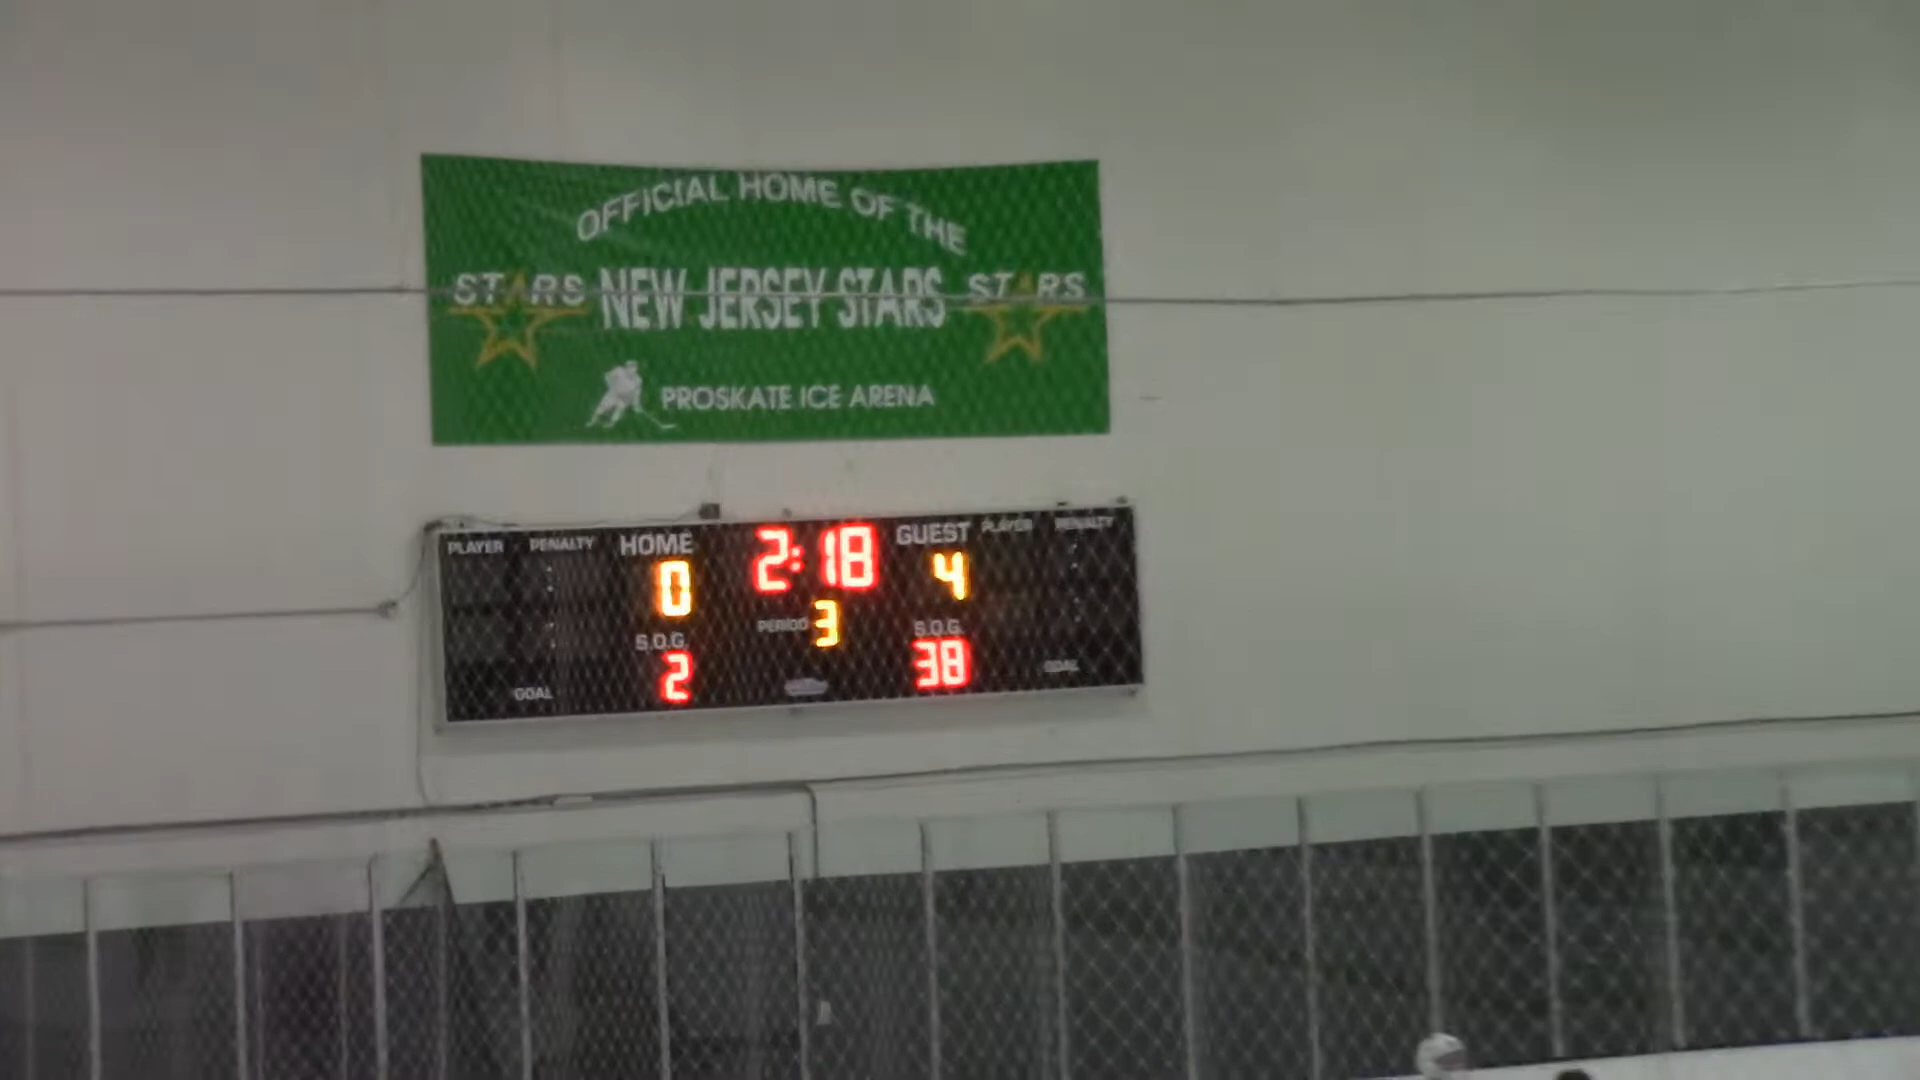 OFFICIAL HOME OF THE
STARS NEW JERSEY STARS STARS
PROSKATE ICE ARENA
PLAYER PENALTY HOME 2:18 GUEST PLAYER PENALTY
0 4
PERIOD 3
S.O.G. S.O.G.
2 38
GOAL GOAL